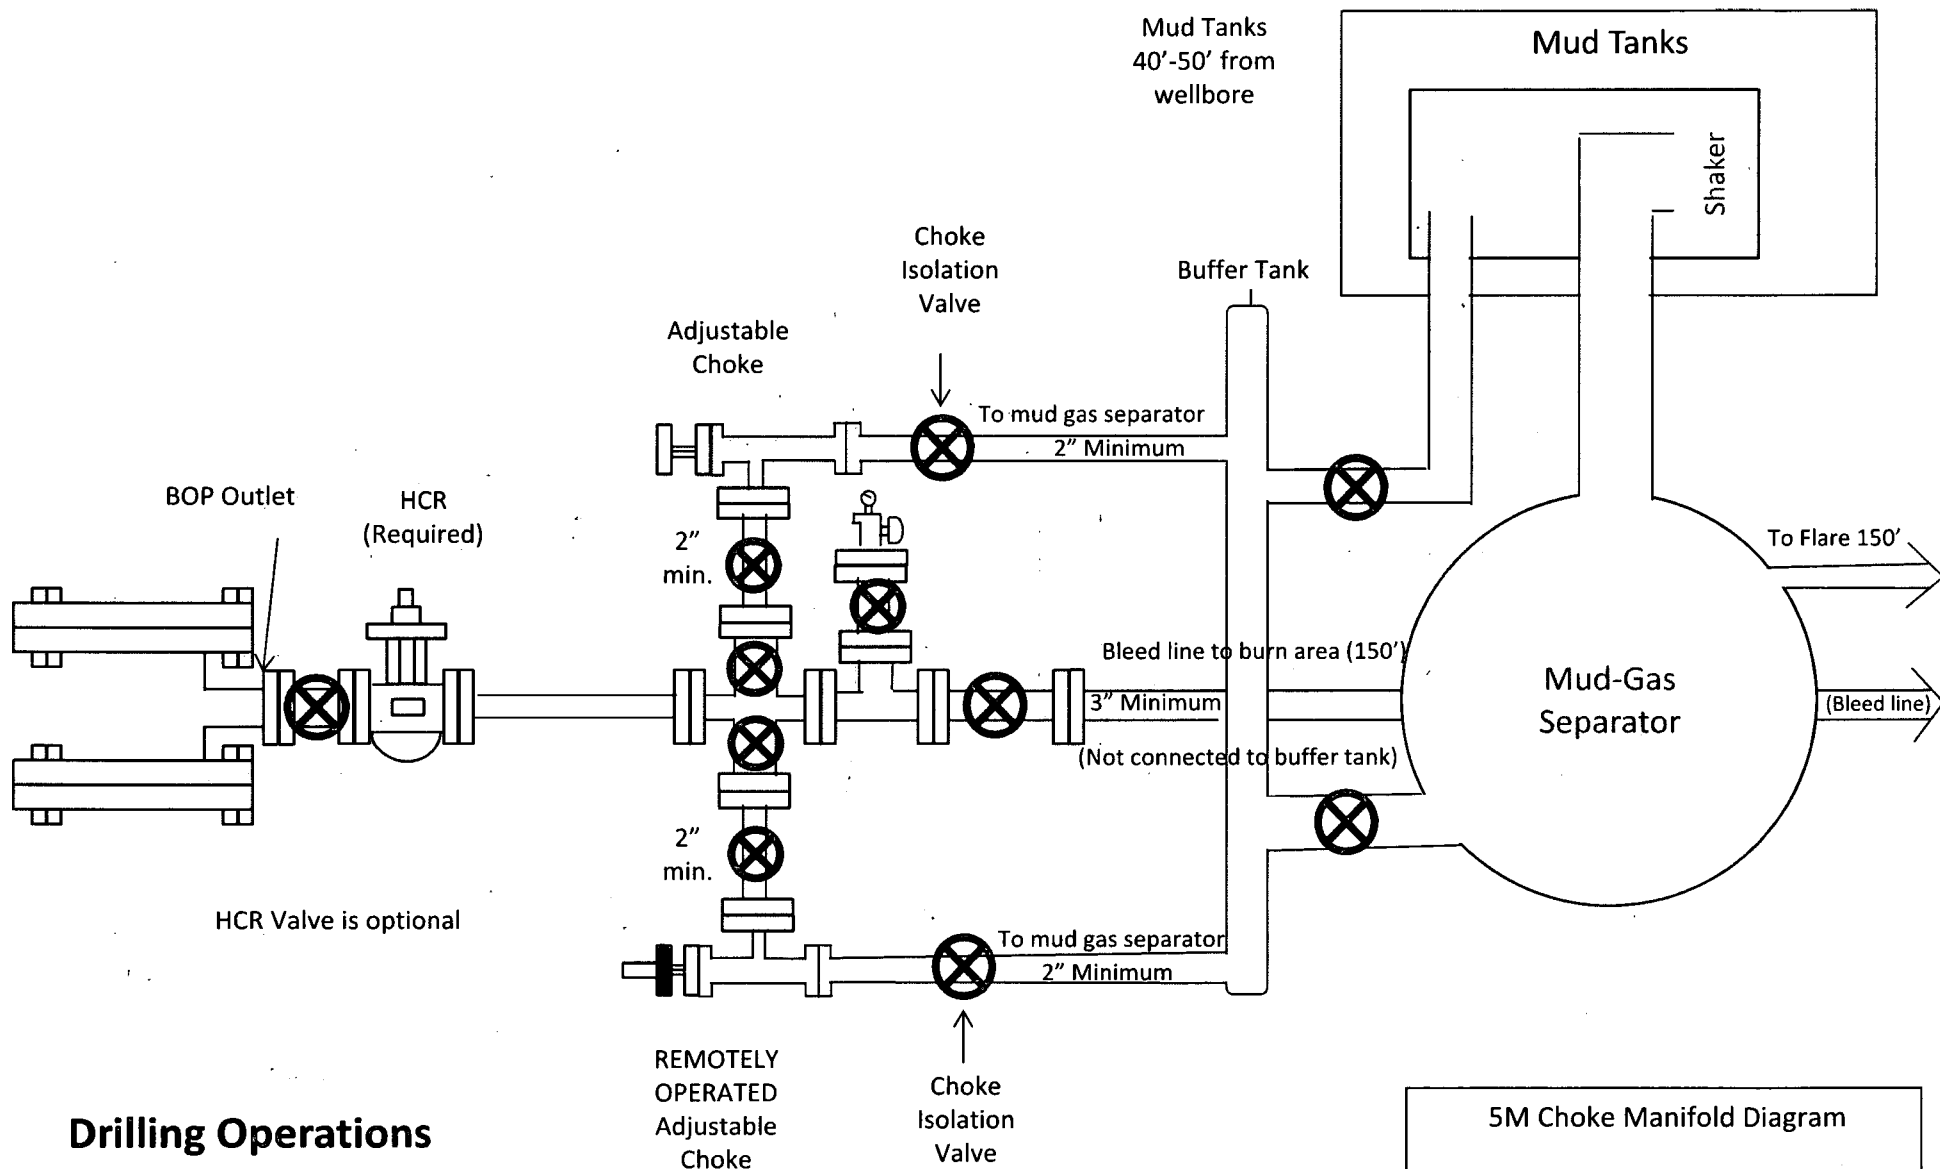 Mud Tanks
40’-50’ from
wellbore
Mud Tanks
Shaker
Choke
Isolation
Valve
Buffer Tank
Adjustable
Choke
To mud gas separator
2” Minimum
BOP Outlet
HCR
(Required)
2”
min.
To Flare 150’
Bleed line to burn area (150’)
3” Minimum
(Not connected to buffer tank)
Mud-Gas
Separator
(Bleed line)
2”
min.
HCR Valve is optional
To mud gas separator
2” Minimum
REMOTELY
OPERATED
Adjustable
Choke
Choke
Isolation
Valve
Drilling Operations
5M Choke Manifold Diagram